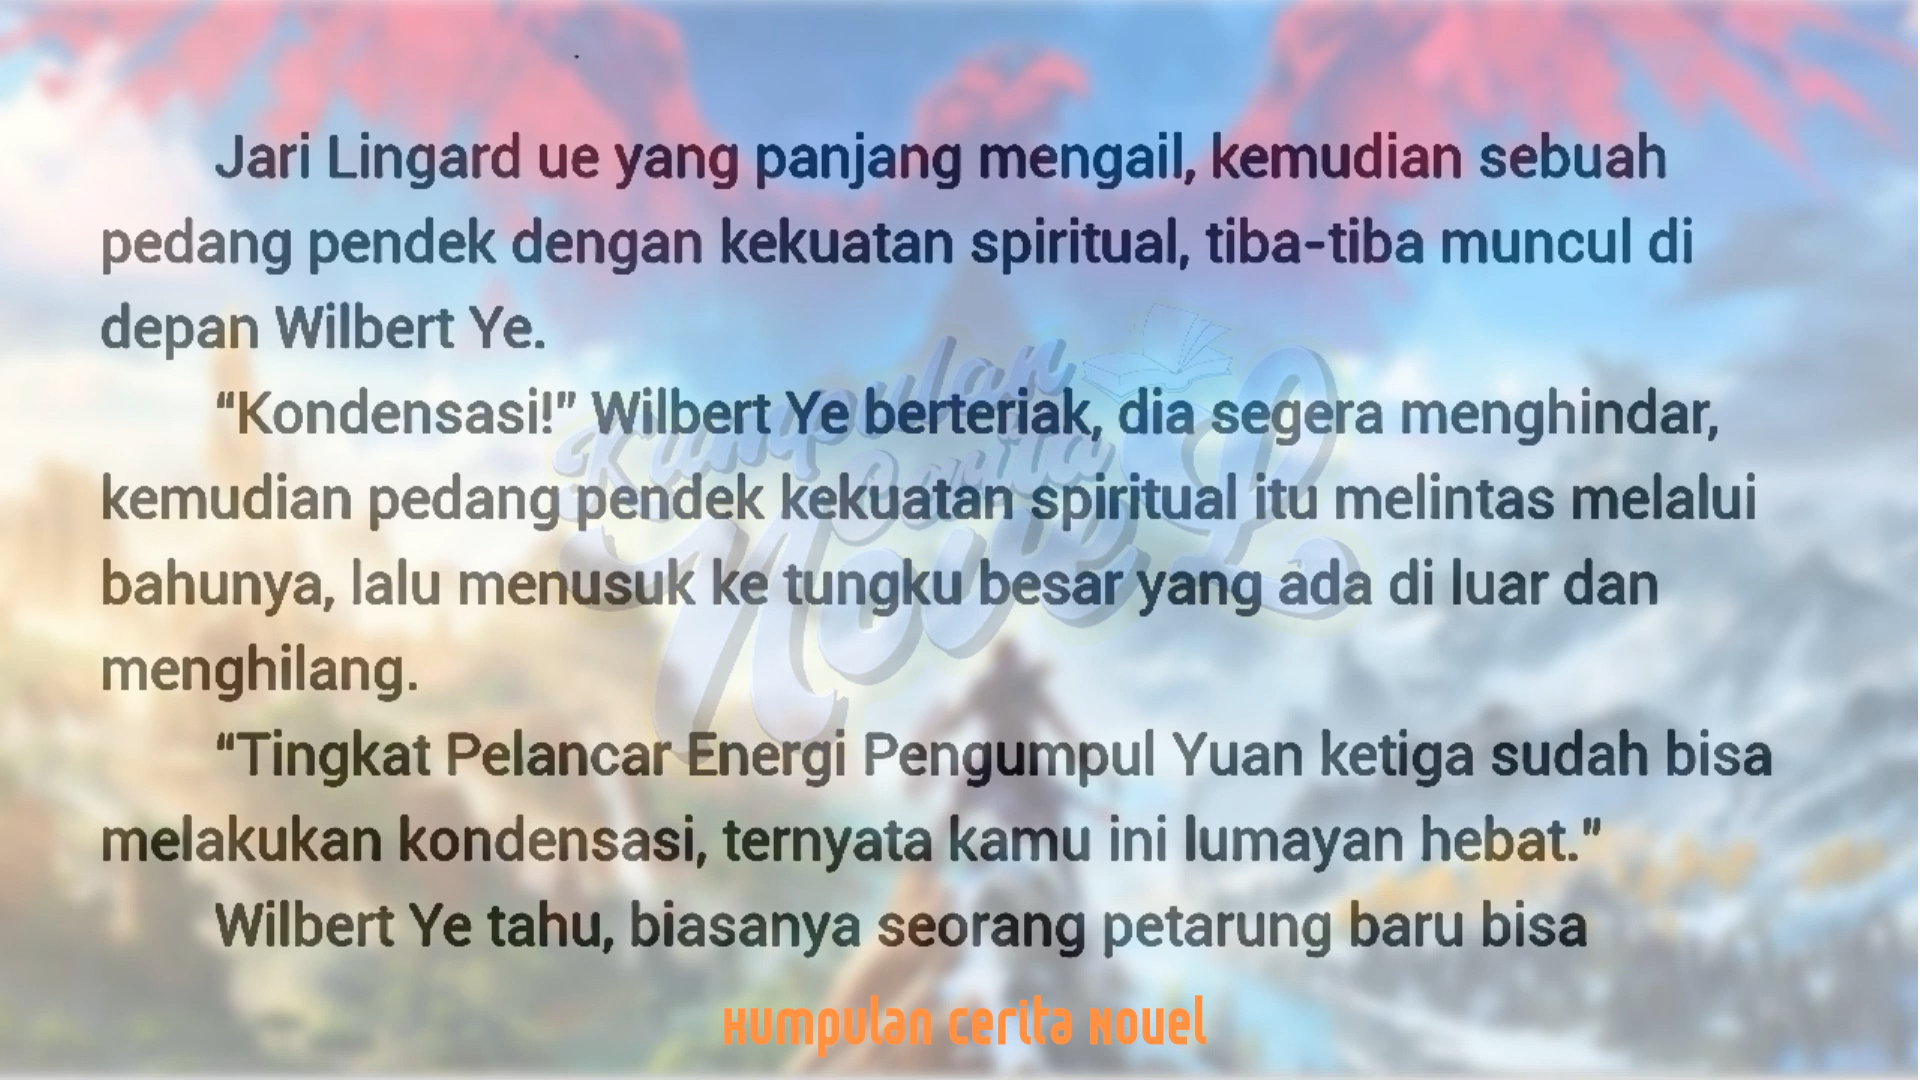 Jari Lingard ue yang panjang mengail, kemudian sebuah
pedang pendek dengan kekuatan spiritual, tiba-tiba muncul di
depan Wilbert Ye.
“Kondensasi!” Wilbert Ye berteriak, dia segera menghindar,
kemudian pedang pendek kekuatan spiritual itu melintas melalui
bahunya, lalu menusuk ke tungku besar yang ada di luar dan
menghilang.
“Tingkat Pelancar Energi Pengumpul Yuan ketiga sudah bisa
melakukan kondensasi, ternyata kamu ini lumayan hebat.”
Wilbert Ye tahu, biasanya seorang petarung baru bisa
Kumpulan
Cerita
NoveL
Kumpulan Cerita Novel